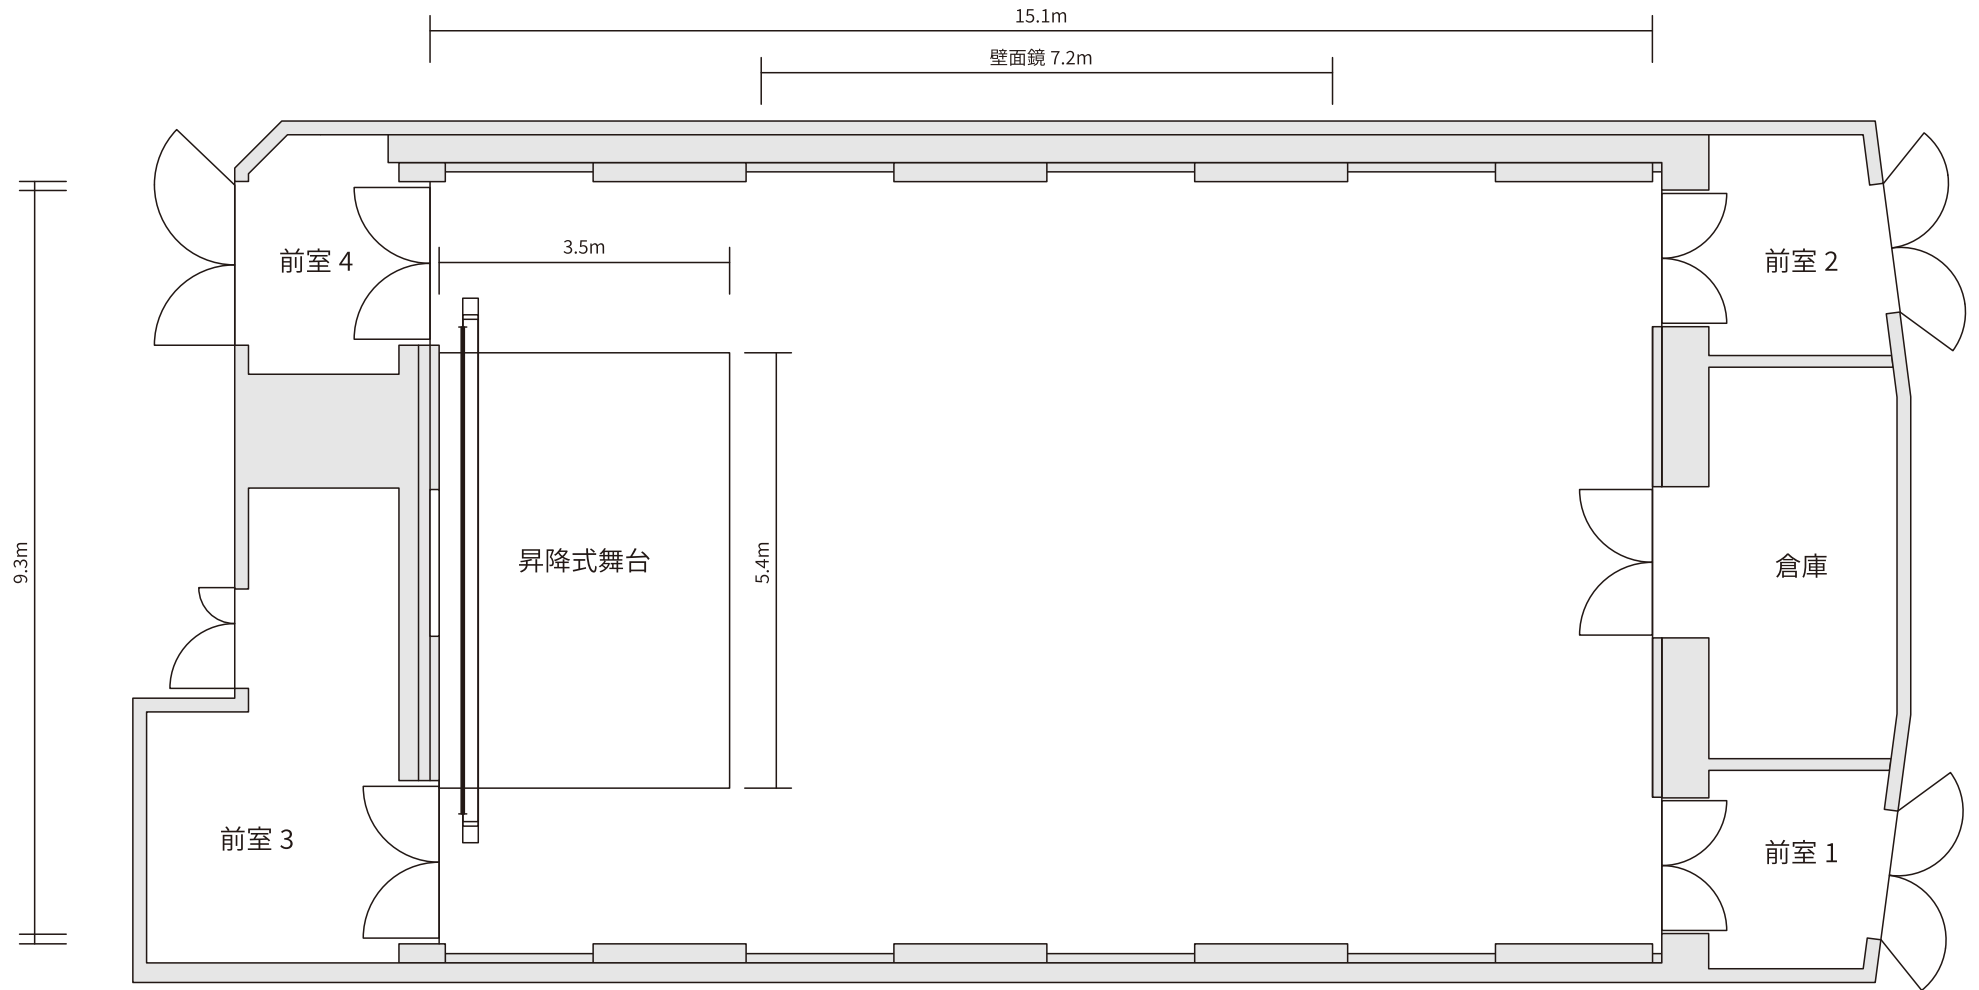 15.1m
壁面鏡 7.2m
前室 4
3.5m
前室 2
9.3m
昇降式舞台
5.4m
倉庫
前室 3
前室 1